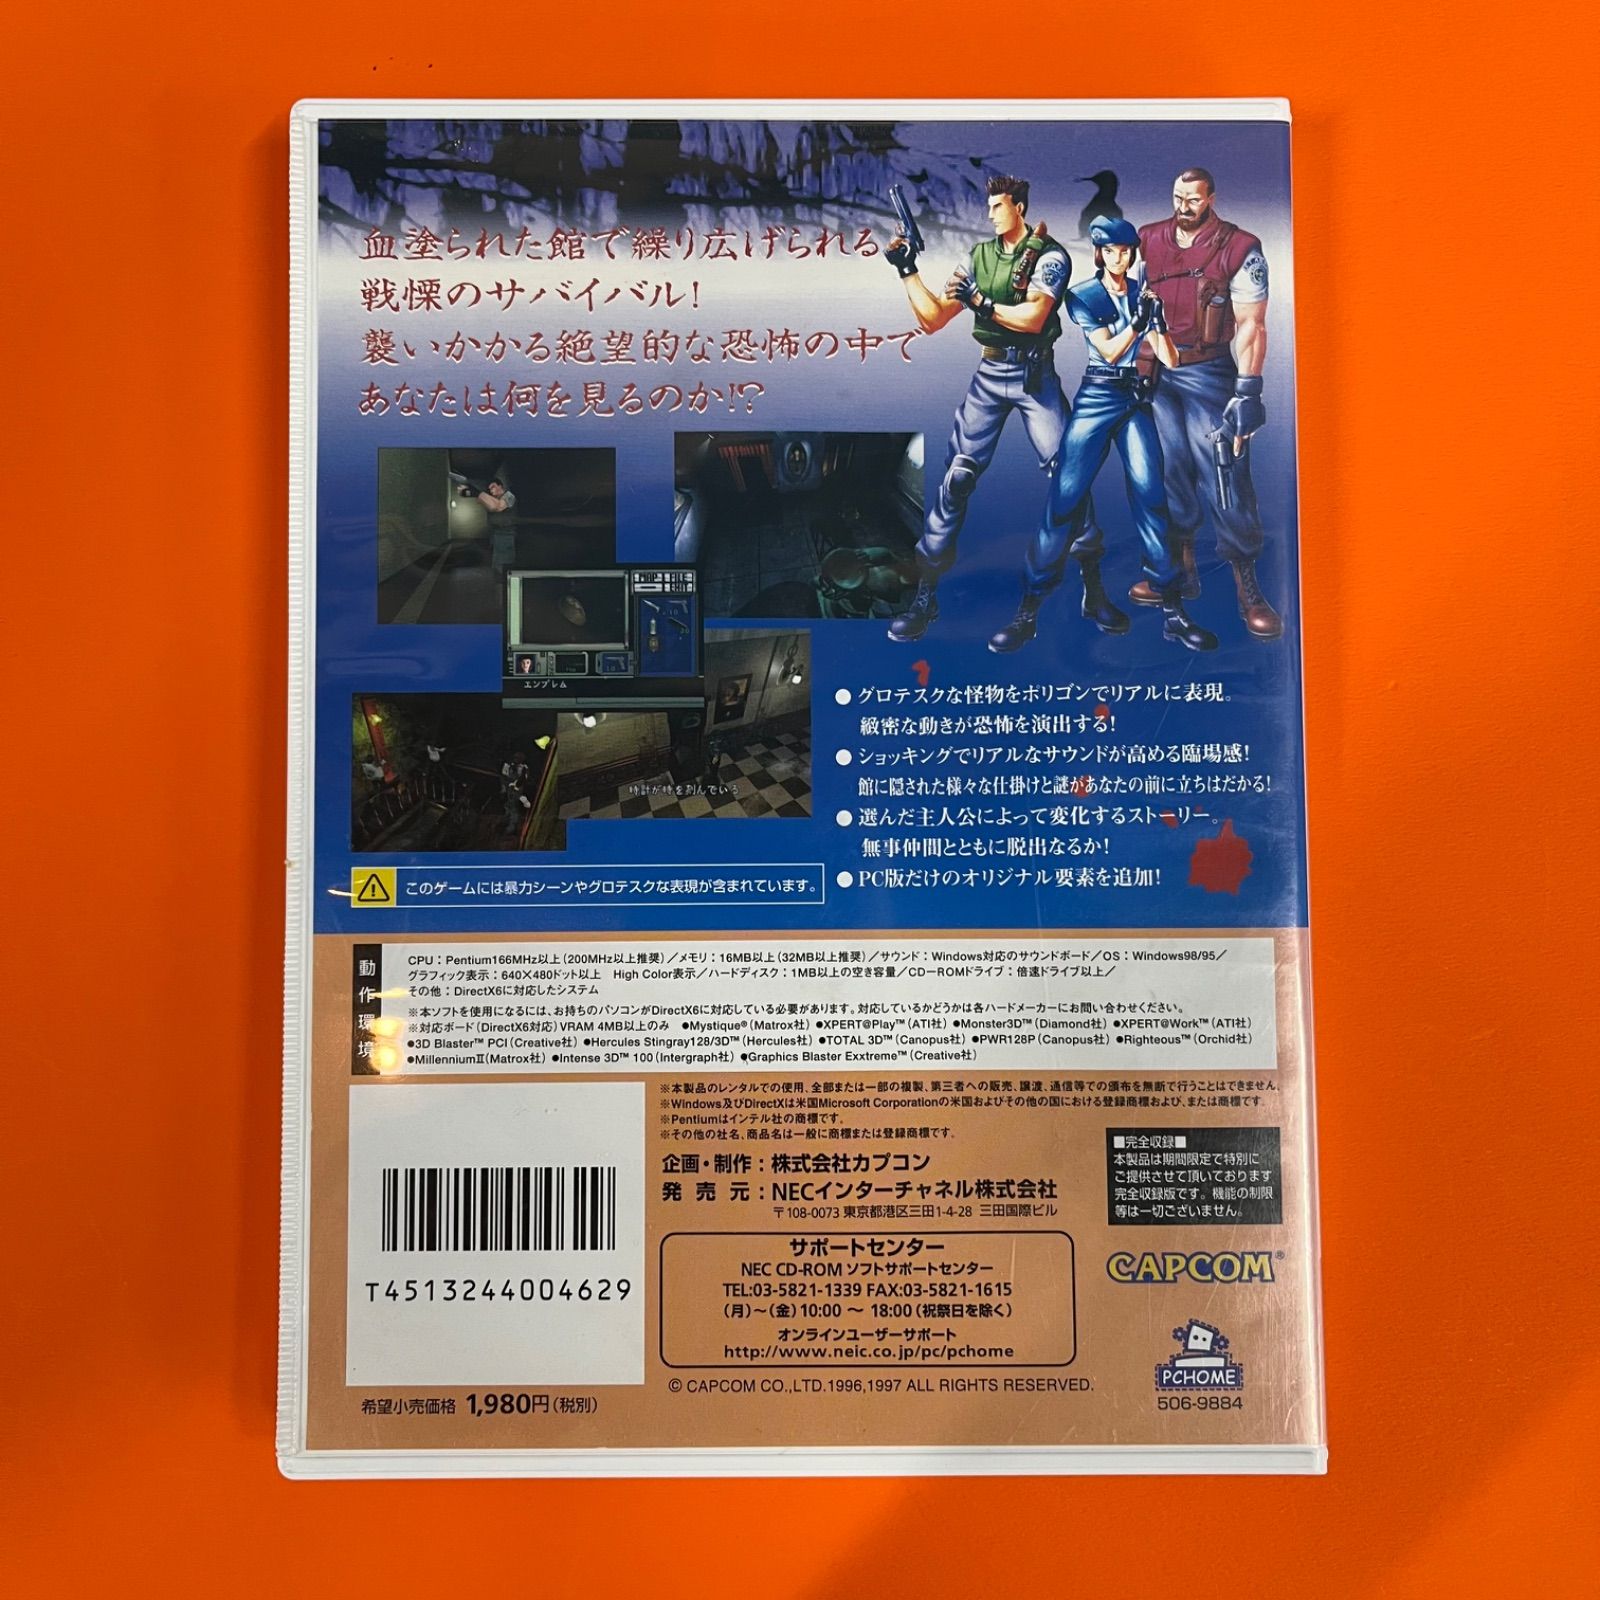 血塗られた館で繰り広げられる
戦慄のサバイバル!
襲いかかる絶望的な恐怖の中で
あなたは何を見るのか!?
MAP FILE
EXIT
エンブレム
時計が時を刻んでいる
●グロテスクな怪物をポリゴンでリアルに表現。
緻密な動きが恐怖を演出する!
●ショッキングでリアルなサウンドが高める臨場感!
館に隠された様々な仕掛けと謎があなたの前に立ちはだかる!
●選んだ主人公によって変化するストーリー。
無事仲間とともに脱出なるか!
●PC版だけのオリジナル要素を追加!
このゲームには暴力シーンやグロテスクな表現が含まれています。
動作環境
CPU:Pentium166MHz以上(200MHz以上推奨)/メモリ:16MB以上(32MB以上推奨)/サウンド:Windows対応のサウンドボード/OS:Windows98/95/
グラフィック表示:640×480ドット以上 High Color表示/ハードディスク:1MB以上の空き容量/CD-ROMドライブ:倍速ドライブ以上/
その他:DirectX6に対応したシステム
※本ソフトを使用になるには、お持ちのパソコンがDirectX6に対応している必要があります。対応しているかどうかは各ハードメーカーにお問い合わせください。
※対応ボード(DirectX6対応)VRAM 4MB以上のみ ●Mystique®(Matrox社)●XPERT@Play™(ATI社)●Monster3D™(Diamond社)●XPERT@Work™(ATI社)
●3D Blaster™ PCI(Creative社)●Hercules Stingray128/3D™(Hercules社)●TOTAL 3D™(Canopus社)●PWR128P(Canopus社)●Righteous™(Orchid社)
●MillenniumⅡ(Matrox社)●Intense 3D™ 100(Intergraph社)●Graphics Blaster Exxtreme™(Creative社)
※本製品のレンタルでの使用、全部または一部の複製、第三者への販売、譲渡、通信等での頒布を無断で行うことはできません。
※Windows及びDirectXは米国Microsoft Corporationの米国およびその他の国における登録商標および、または商標です。
※Pentiumはインテル社の商標です。
※その他の社名、商品名は一般に商標または登録商標です。
企画・制作:株式会社カプコン
発売元:NECインターチャネル株式会社
〒108-0073 東京都港区三田1-4-28 三田国際ビル
■完全収録■
本製品は期間限定で特別に
ご提供させて頂いております
完全収録版です。機能の制限
等は一切ございません。
サポートセンター
NEC CD-ROM ソフトサポートセンター
TEL:03-5821-1339 FAX:03-5821-1615
(月)〜(金)10:00 〜 18:00(祝祭日を除く)
オンラインユーザーサポート
http://www.neic.co.jp/pc/pchome
CAPCOM®
T4513244004629
PCHOME
506-9884
© CAPCOM CO.,LTD.1996,1997 ALL RIGHTS RESERVED.
希望小売価格 1,980円(税別)